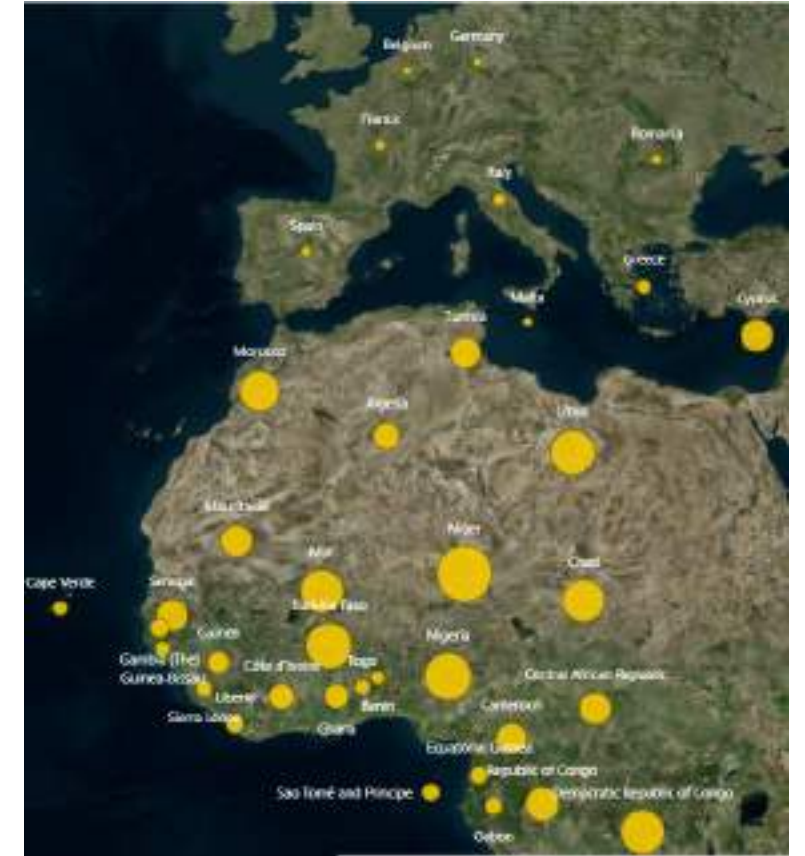 Belgium
Germany
France
Romania
Italy
Spain
Greece
Malta
Cyprus
Tunisia
Morocco
Algeria
Libya
Mauritania
Niger
Mali
Chad
Cape Verde
Senegal
Burkina Faso
Guinea
Nigeria
Gambia (The)
Togo
Côte d'Ivoire
Guinea-Bissau
Central African Republic
Liberia
Benin
Cameroun
Sierra Leone
Ghana
Equatorial Guinea
Republic of Congo
Sao Tomé and Principe
Democratic Republic of Congo
Gabon